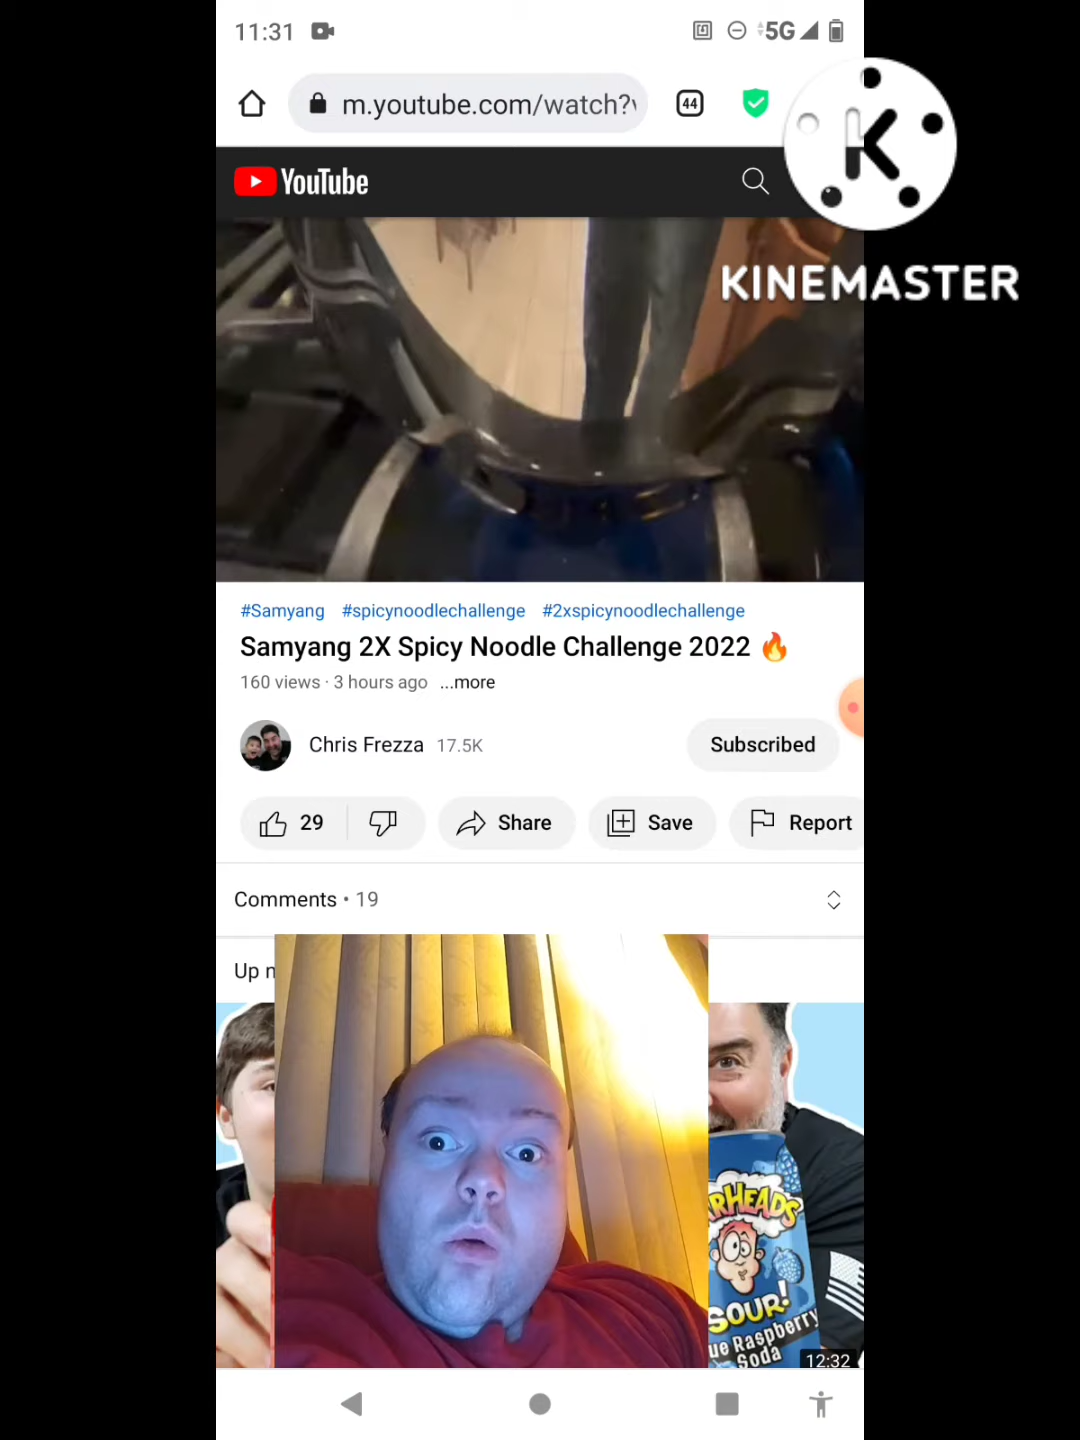 11:31
5G
m.youtube.com/watch?v
44
K
YouTube
KINEMASTER
#Samyang #spicynoodlechallenge #2xspicynoodlechallenge
Samyang 2X Spicy Noodle Challenge 2022 🔥
160 views · 3 hours ago ...more
Chris Frezza 17.5K
Subscribed
29
Share
Save
Report
Comments • 19
Up n
RHEADS
SOUR!
ue Raspberry
Soda
12:32